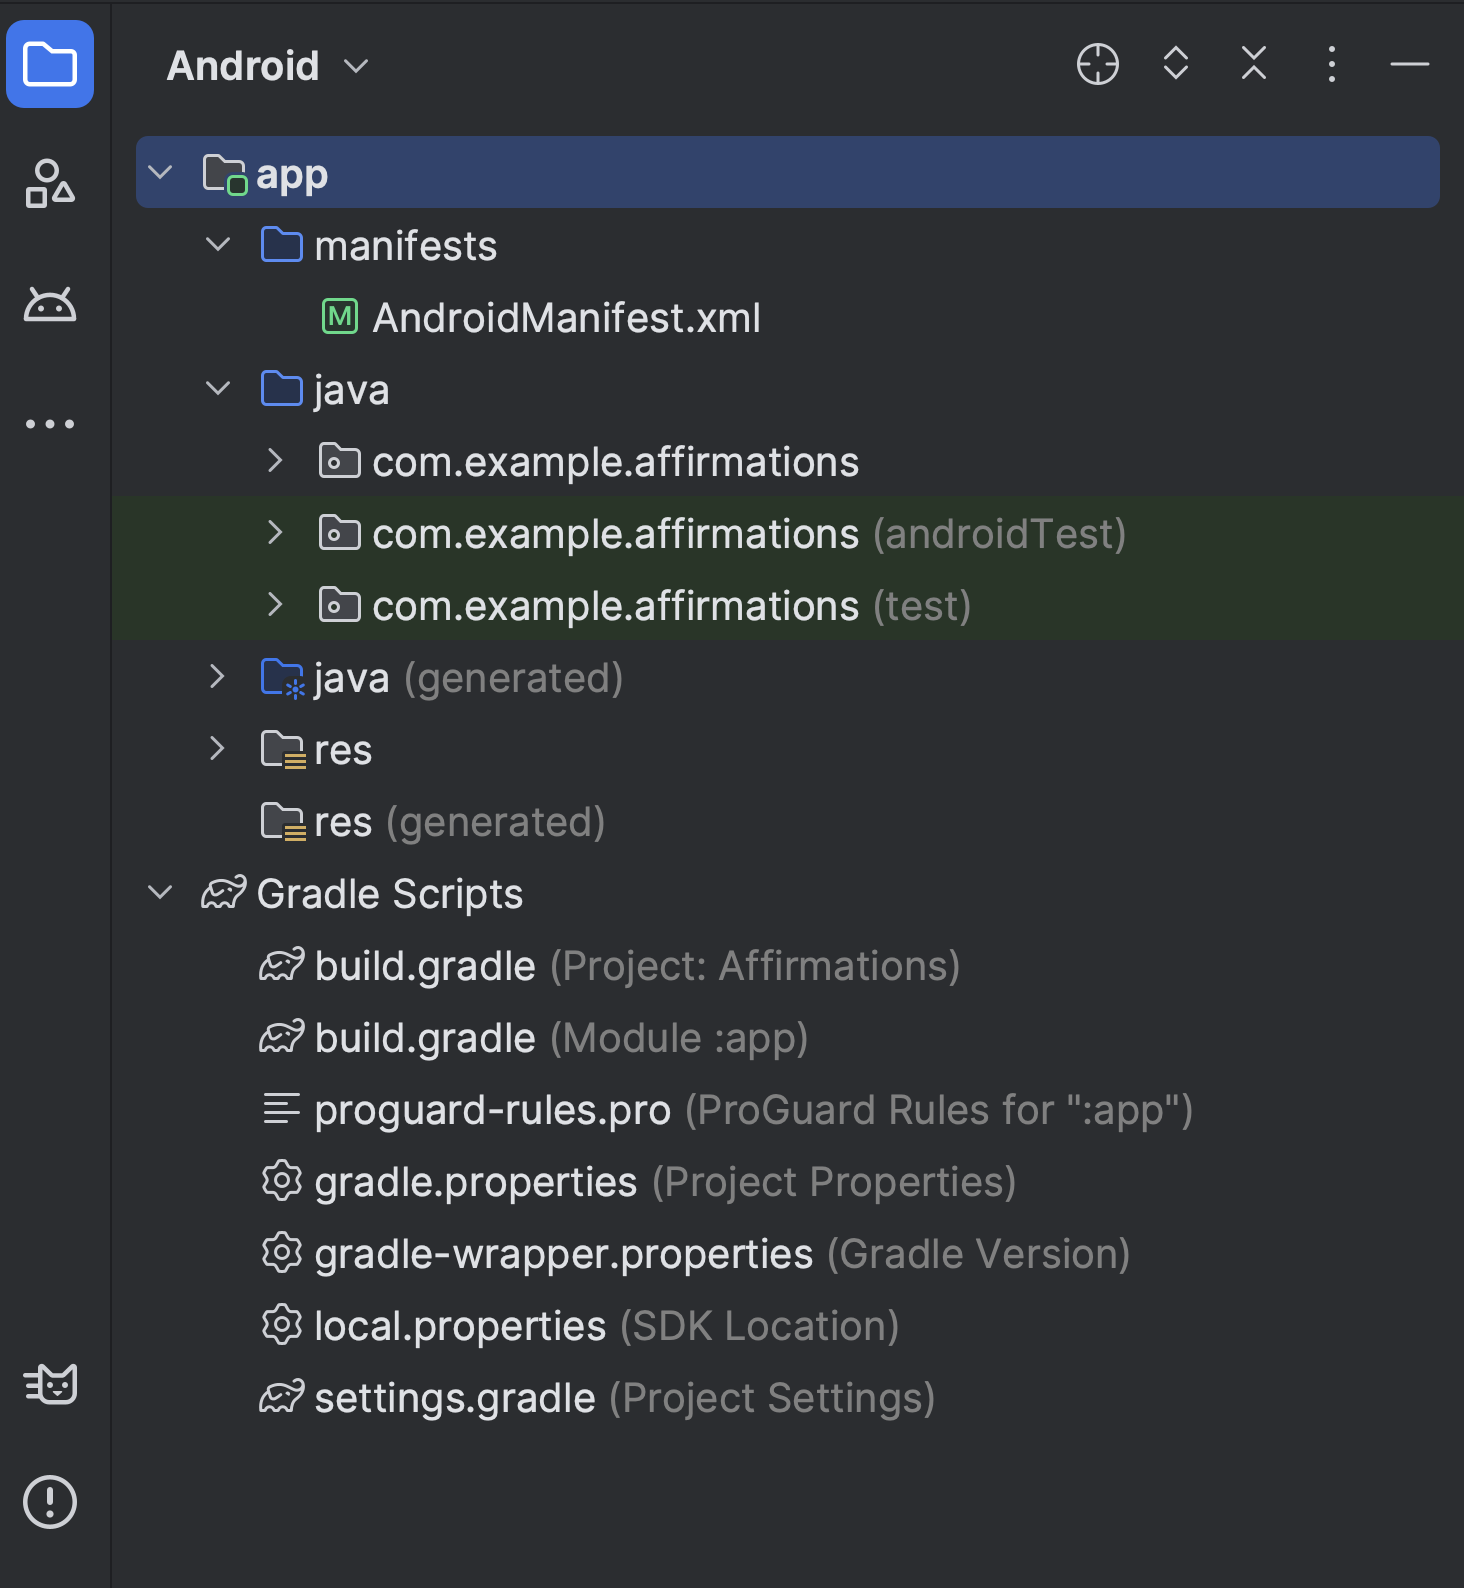 Android
app
manifests
M AndroidManifest.xml
java
com.example.affirmations
com.example.affirmations (androidTest)
com.example.affirmations (test)
java (generated)
res
res (generated)
Gradle Scripts
build.gradle (Project: Affirmations)
build.gradle (Module :app)
proguard-rules.pro (ProGuard Rules for ":app")
gradle.properties (Project Properties)
gradle-wrapper.properties (Gradle Version)
local.properties (SDK Location)
settings.gradle (Project Settings)